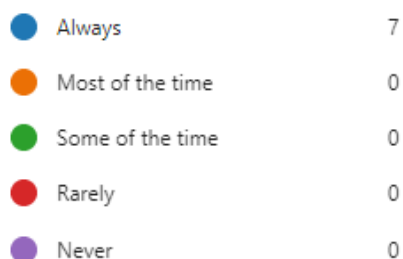 Always 7
Most of the time 0
Some of the time 0
Rarely 0
Never 0